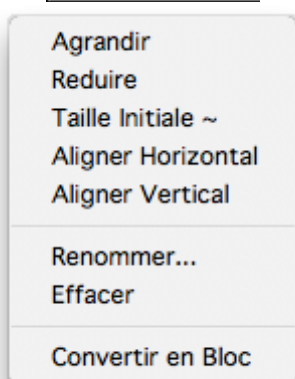 Agrandir
Reduire
Taille Initiale ~
Aligner Horizontal
Aligner Vertical
Renommer...
Effacer
Convertir en Bloc